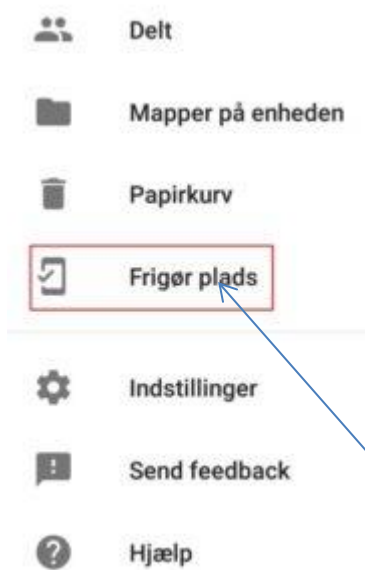 Delt
Mapper på enheden
Papirkurv
Frigør plads
Indstillinger
Send feedback
Hjælp